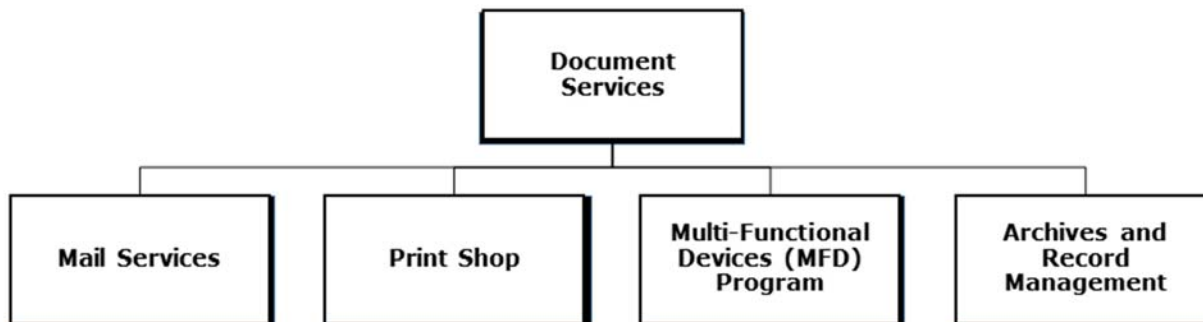 Document
Services
Mail Services
Print Shop
Multi-Functional
Devices (MFD)
Program
Archives and
Record
Management